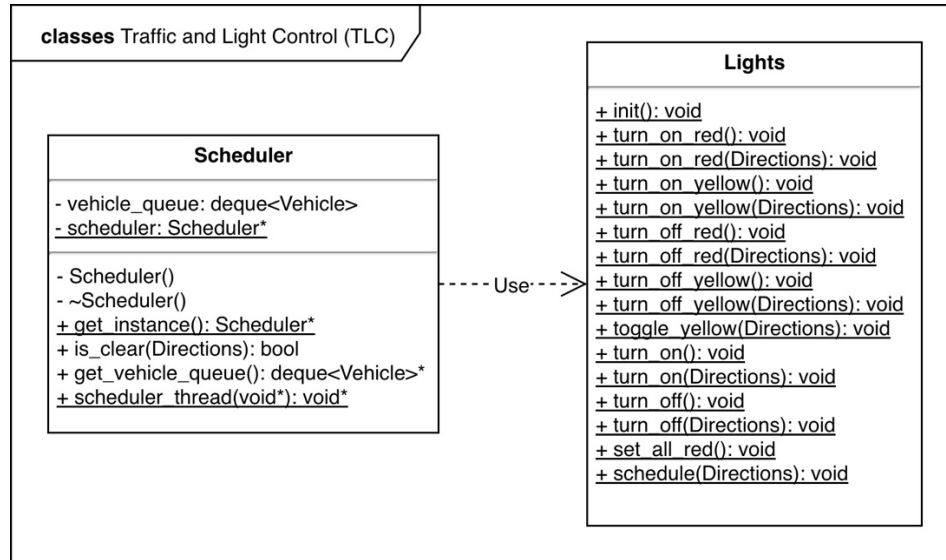 classes Traffic and Light Control (TLC)
Scheduler
- vehicle_queue: deque<Vehicle>
- scheduler: Scheduler*
- Scheduler()
- ~Scheduler()
+ get_instance(): Scheduler*
+ is_clear(Directions): bool
+ get_vehicle_queue(): deque<Vehicle>*
+ scheduler_thread(void*): void*
Use
Lights
+ init(): void
+ turn_on_red(): void
+ turn_on_red(Directions): void
+ turn_on_yellow(): void
+ turn_on_yellow(Directions): void
+ turn_off_red(): void
+ turn_off_red(Directions): void
+ turn_off_yellow(): void
+ turn_off_yellow(Directions): void
+ toggle_yellow(Directions): void
+ turn_on(): void
+ turn_on(Directions): void
+ turn_off(): void
+ turn_off(Directions): void
+ set_all_red(): void
+ schedule(Directions): void